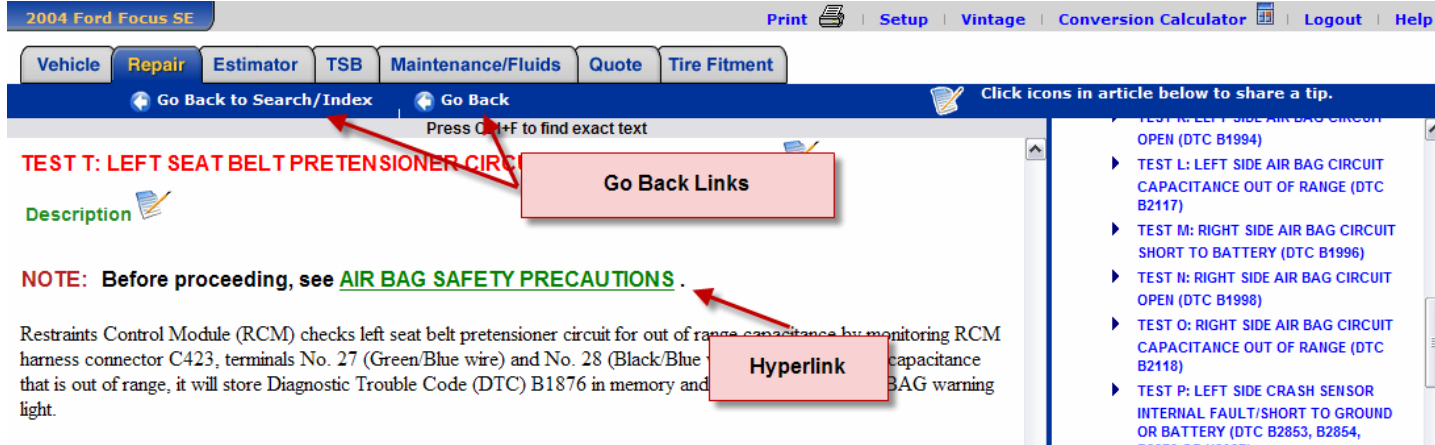 2004 Ford Focus SE
Print | Setup | Vintage | Conversion Calculator | Logout | Help
Vehicle Repair Estimator TSB Maintenance/Fluids Quote Tire Fitment
Go Back to Search/Index Go Back Click icons in article below to share a tip.
Press Ctrl+F to find exact text
TEST T: LEFT SEAT BELT PRETENSIONER
Go Back Links
Description
NOTE: Before proceeding, see AIR BAG SAFETY PRECAUTIONS .
Restraints Control Module (RCM) checks left seat belt pretensioner circuit for out of range capacitance by monitoring RCM
harness connector C423, terminals No. 27 (Green/Blue wire) and No. 28 (Black/Blue capacitance
that is out of range, it will store Diagnostic Trouble Code (DTC) B1876 in memory and BAG warning
light.
Hyperlink
TEST K: LEFT SIDE AIR BAG CIRCUIT
OPEN (DTC B1994)
TEST L: LEFT SIDE AIR BAG CIRCUIT
CAPACITANCE OUT OF RANGE (DTC
B2117)
TEST M: RIGHT SIDE AIR BAG CIRCUIT
SHORT TO BATTERY (DTC B1996)
TEST N: RIGHT SIDE AIR BAG CIRCUIT
OPEN (DTC B1998)
TEST O: RIGHT SIDE AIR BAG CIRCUIT
CAPACITANCE OUT OF RANGE (DTC
B2118)
TEST P: LEFT SIDE CRASH SENSOR
INTERNAL FAULT/SHORT TO GROUND
OR BATTERY (DTC B2853, B2854,